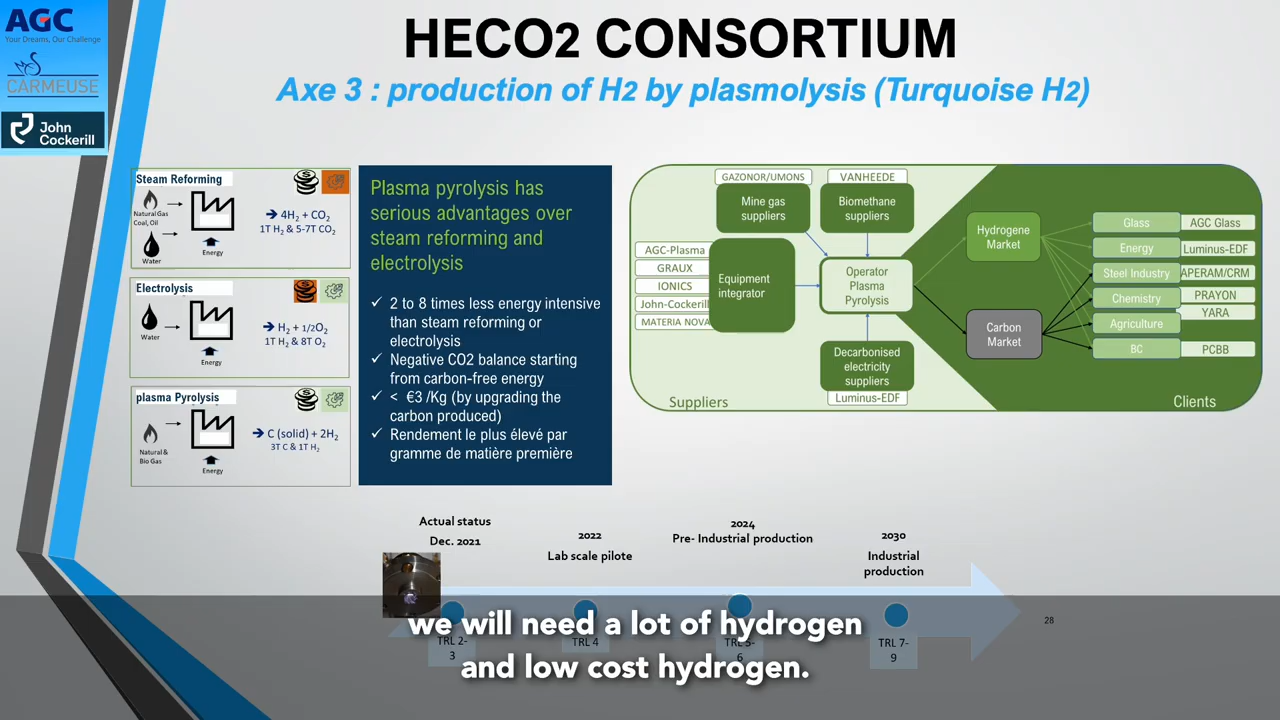 AGC
Your Dreams, Our Challenge
CARMEUSE
John
Cockerill
HECO2 CONSORTIUM
Axe 3 : production of H2 by plasmolysis (Turquoise H2)
Steam Reforming
Natural Gas
Coal, Oil
Water
Energy
➔ 4H₂ + CO₂
1T H₂ & 5-7T CO₂
Electrolysis
Water
Energy
➔ H₂ + 1/2O₂
1T H₂ & 8T O₂
plasma Pyrolysis
Natural &
Bio Gas
Energy
➔ C (solid) + 2H₂
3T C & 1T H₂
Plasma pyrolysis has
serious advantages over
steam reforming and
electrolysis
✓ 2 to 8 times less energy intensive
than steam reforming or
electrolysis
✓ Negative CO2 balance starting
from carbon-free energy
✓ < €3 /Kg (by upgrading the
carbon produced)
✓ Rendement le plus élevé par
gramme de matière première
GAZONOR/UMONS
Mine gas
suppliers
VANHEEDE
Biomethane
suppliers
AGC-Plasma
GRAUX
IONICS
John-Cockerill
MATERIA NOVA
Equipment
integrator
Operator
Plasma
Pyrolysis
Decarbonised
electricity
suppliers
Luminus-EDF
Suppliers
Hydrogene
Market
Carbon
Market
Glass
AGC Glass
Energy
Luminus-EDF
Steel Industry
APERAM/CRM
Chemistry
PRAYON
YARA
Agriculture
BC
PCBB
Clients
Actual status
Dec. 2021
2022
Lab scale pilote
2024
Pre- Industrial production
2030
Industrial
production
TRL 2-
3
TRL 4
TRL 5-
6
TRL 7-
9
28
we will need a lot of hydrogen
and low cost hydrogen.